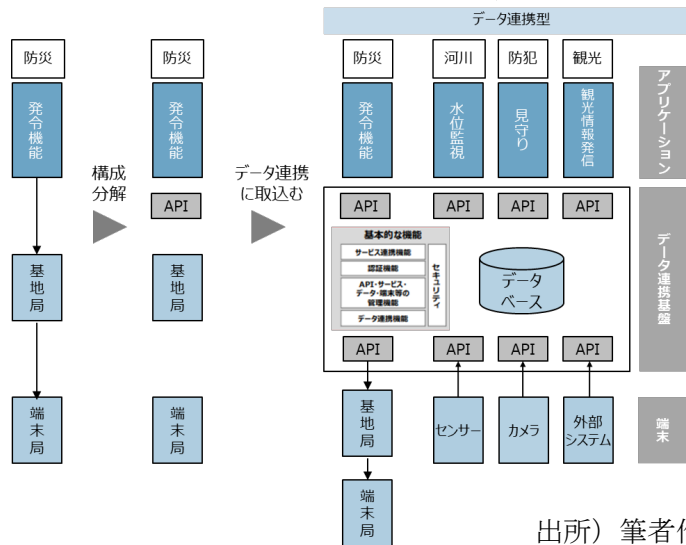 データ連携型
防災
防災
防災
河川
防犯
観光
発令機能
発令機能
発令機能
水位監視
見守り
観光情報発信
アプリケーション
構成
分解
データ連携
に取込む
API
API
API
API
API
基地局
基地局
基本的な機能
サービス連携機能
認証機能
API・サービス・
データ・端末等の
管理機能
データ連携機能
セキュリティ
データ
ベース
データ連携基盤
API
API
API
API
端末局
端末局
基地局
センサー
カメラ
外部
システム
端末
端末局
出所）筆者作